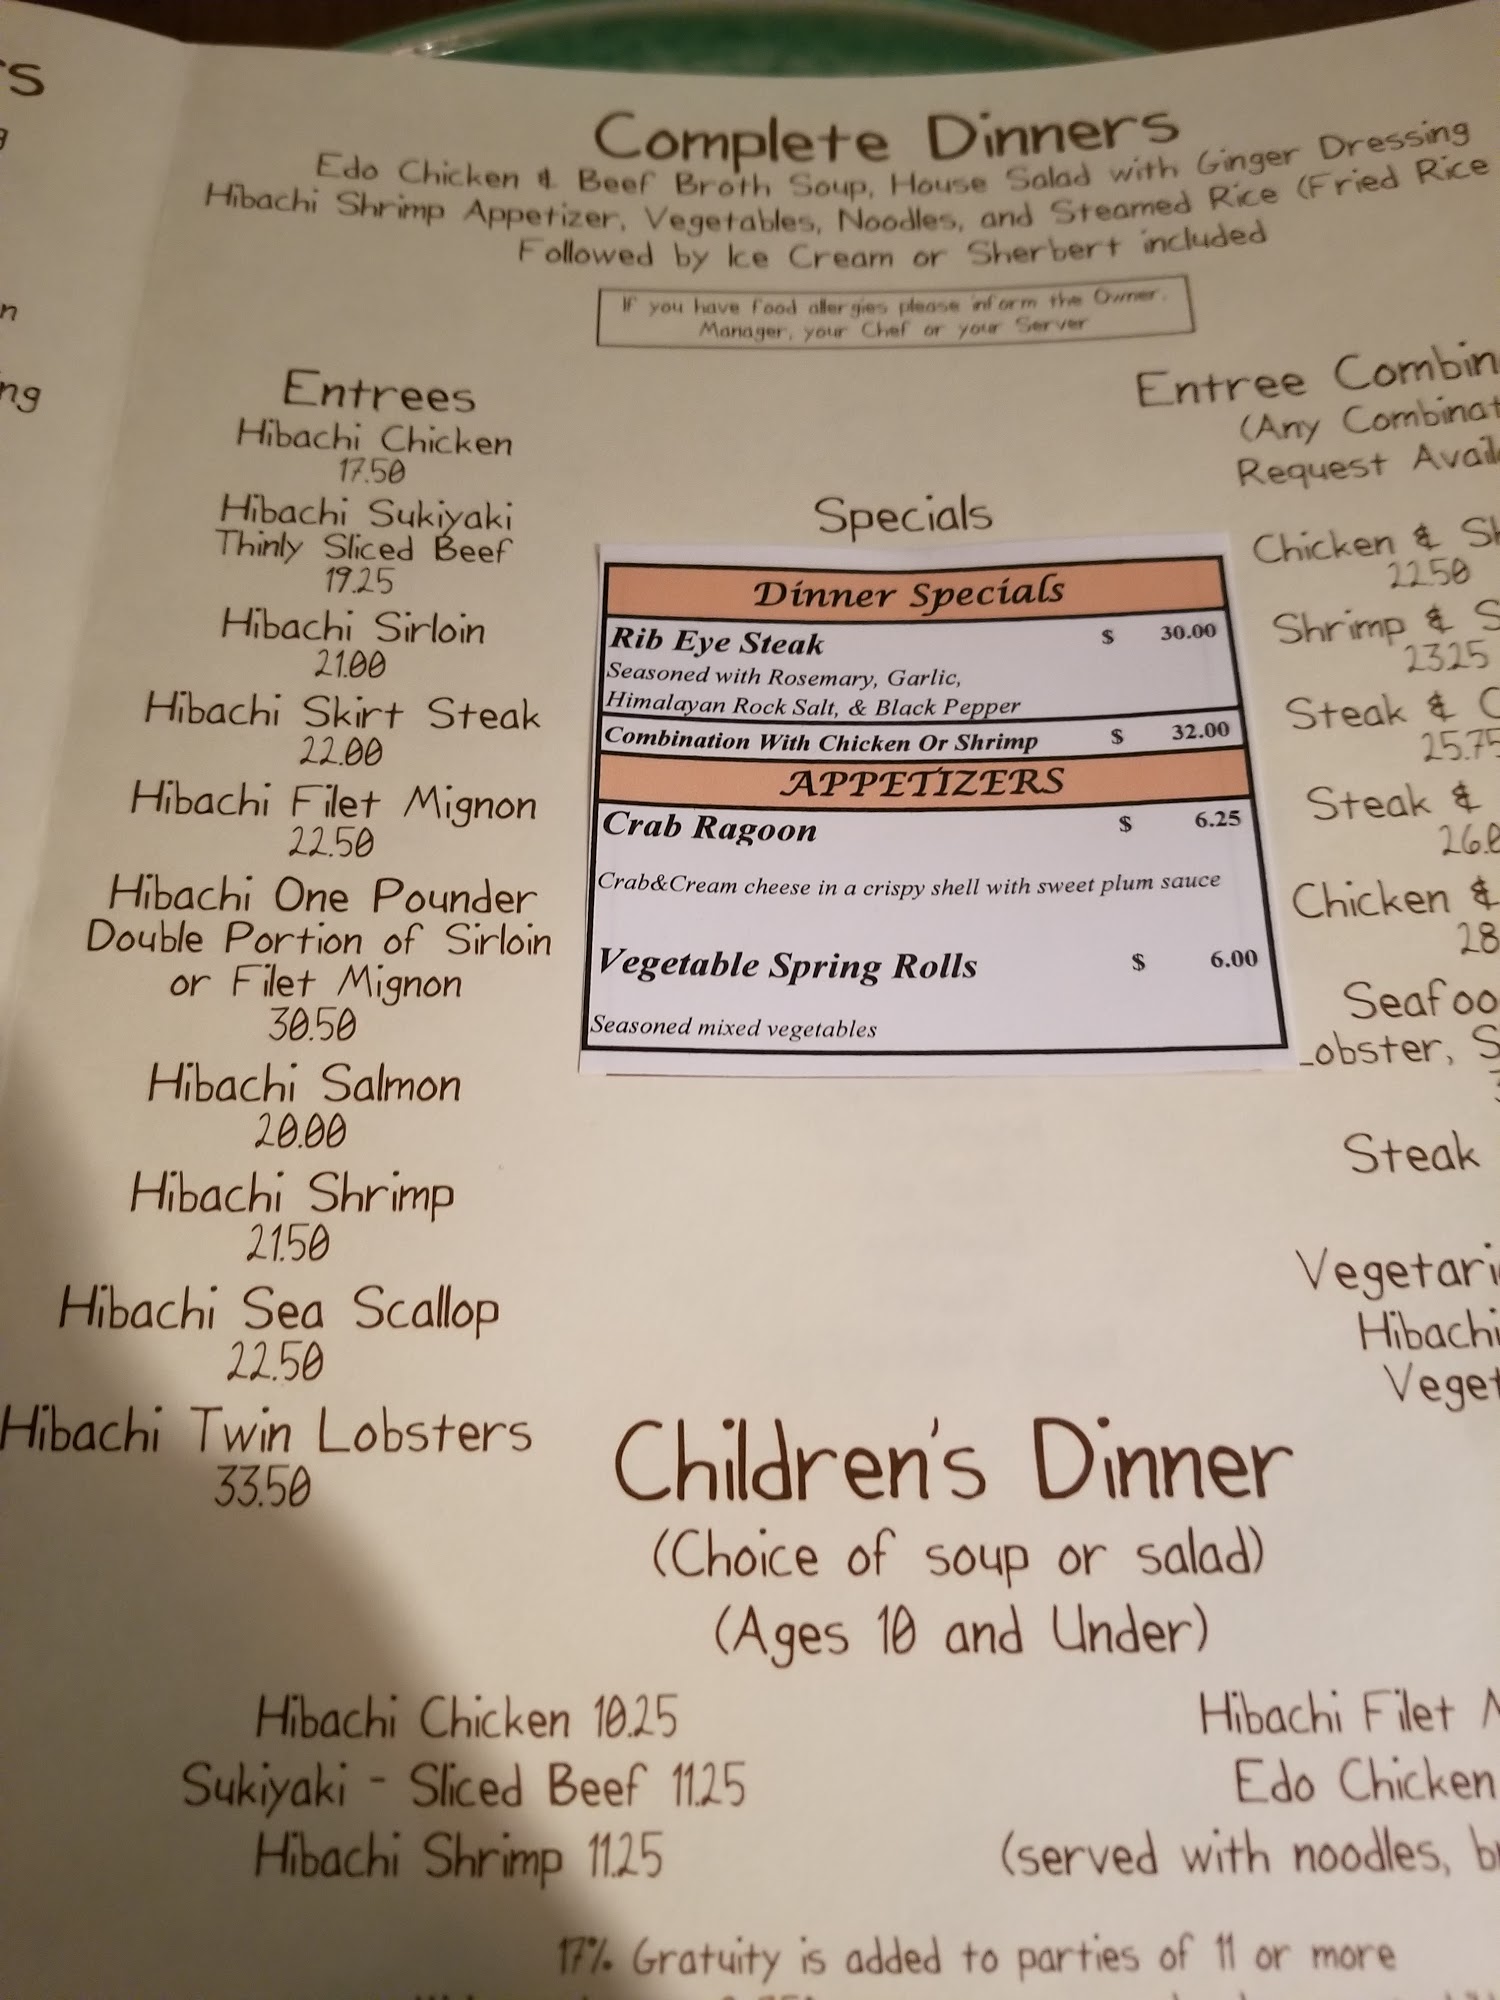 Complete Dinners
Edo Chicken & Beef Broth Soup, House Salad with Ginger Dressing
Hibachi Shrimp Appetizer, Vegetables, Noodles, and Steamed Rice (Fried Rice
Followed by Ice Cream or Sherbert included
If you have food allergies please inform the Owner,
Manager, your Chef or your Server
Entrees
Hibachi Chicken
17.50
Hibachi Sukiyaki
Thinly Sliced Beef
19.25
Hibachi Sirloin
21.00
Hibachi Skirt Steak
22.00
Hibachi Filet Mignon
22.50
Hibachi One Pounder
Double Portion of Sirloin
or Filet Mignon
30.50
Hibachi Salmon
20.00
Hibachi Shrimp
21.50
Hibachi Sea Scallop
22.50
Hibachi Twin Lobsters
33.50
Specials
Dinner Specials
Rib Eye Steak $ 30.00
Seasoned with Rosemary, Garlic,
Himalayan Rock Salt, & Black Pepper
Combination With Chicken Or Shrimp $ 32.00
APPETIZERS
Crab Ragoon $ 6.25
Crab&Cream cheese in a crispy shell with sweet plum sauce
Vegetable Spring Rolls $ 6.00
Seasoned mixed vegetables
Entree Combin
(Any Combinat
Request Avail
Chicken & Sh
22.50
Shrimp & S
23.25
Steak & C
25.75
Steak &
26.0
Chicken &
28
Seafoo
Lobster, S
Steak
Vegetari
Hibachi
Veget
Children's Dinner
(Choice of soup or salad)
(Ages 10 and Under)
Hibachi Chicken 10.25
Sukiyaki - Sliced Beef 11.25
Hibachi Shrimp 11.25
Hibachi Filet M
Edo Chicken
(served with noodles, b
17% Gratuity is added to parties of 11 or more